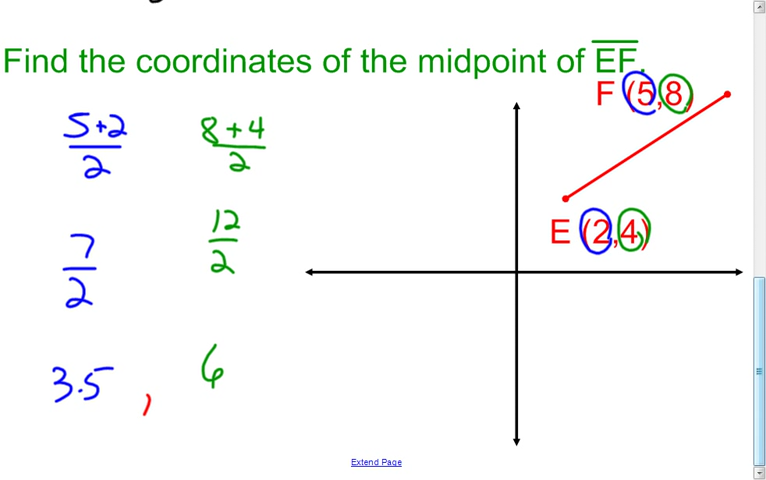 Find the coordinates of the midpoint of EF.
F (5,8)
5+2
2
8+4
2
E (2,4)
7
2
12
2
3.5 , 6
Extend Page